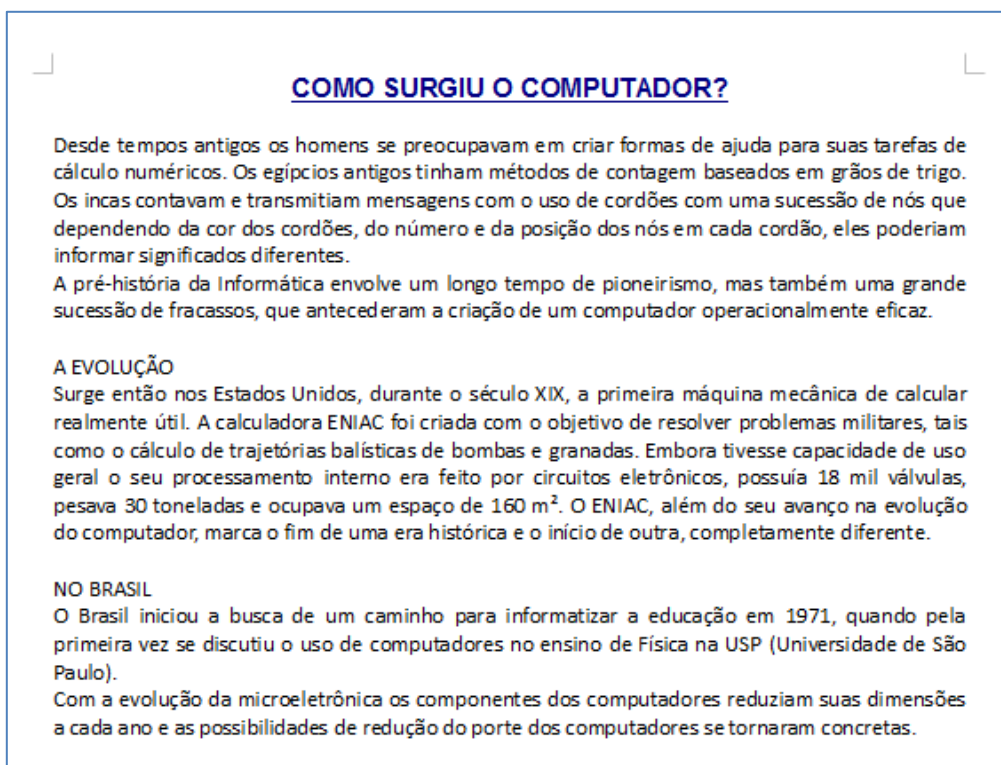 COMO SURGIU O COMPUTADOR?
Desde tempos antigos os homens se preocupavam em criar formas de ajuda para suas tarefas de
cálculo numéricos. Os egípcios antigos tinham métodos de contagem baseados em grãos de trigo.
Os incas contavam e transmitiam mensagens com o uso de cordões com uma sucessão de nós que
dependendo da cor dos cordões, do número e da posição dos nós em cada cordão, eles poderiam
informar significados diferentes.
A pré-história da Informática envolve um longo tempo de pioneirismo, mas também uma grande
sucessão de fracassos, que antecederam a criação de um computador operacionalmente eficaz.
A EVOLUÇÃO
Surge então nos Estados Unidos, durante o século XIX, a primeira máquina mecânica de calcular
realmente útil. A calculadora ENIAC foi criada com o objetivo de resolver problemas militares, tais
como o cálculo de trajetórias balísticas de bombas e granadas. Embora tivesse capacidade de uso
geral o seu processamento interno era feito por circuitos eletrônicos, possuía 18 mil válvulas,
pesava 30 toneladas e ocupava um espaço de 160 m². O ENIAC, além do seu avanço na evolução
do computador, marca o fim de uma era histórica e o início de outra, completamente diferente.
NO BRASIL
O Brasil iniciou a busca de um caminho para informatizar a educação em 1971, quando pela
primeira vez se discutiu o uso de computadores no ensino de Física na USP (Universidade de São
Paulo).
Com a evolução da microeletrônica os componentes dos computadores reduziam suas dimensões
a cada ano e as possibilidades de redução do porte dos computadores se tornaram concretas.